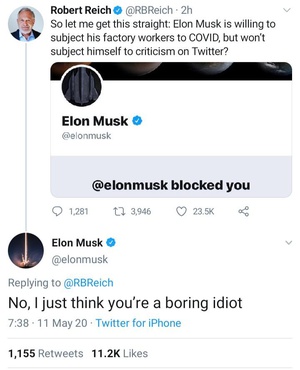 Robert Reich @RBReich · 2h
So let me get this straight: Elon Musk is willing to
subject his factory workers to COVID, but won't
subject himself to criticism on Twitter?
Elon Musk
@elonmusk
@elonmusk blocked you
1,281 3,946 23.5K
Elon Musk
@elonmusk
Replying to @RBReich
No, I just think you're a boring idiot
7:38 · 11 May 20 · Twitter for iPhone
1,155 Retweets 11.2K Likes